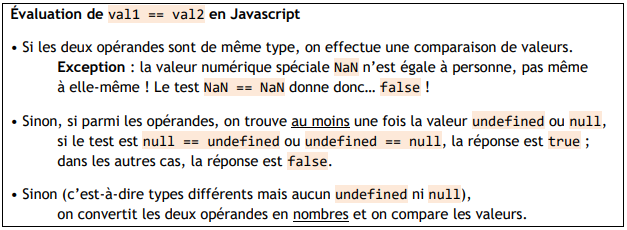 Évaluation de val1 == val2 en Javascript
• Si les deux opérandes sont de même type, on effectue une comparaison de valeurs.
Exception : la valeur numérique spéciale NaN n’est égale à personne, pas même
à elle-même ! Le test NaN == NaN donne donc… false !
• Sinon, si parmi les opérandes, on trouve au moins une fois la valeur undefined ou null,
si le test est null == undefined ou undefined == null, la réponse est true ;
dans les autres cas, la réponse est false.
• Sinon (c’est-à-dire types différents mais aucun undefined ni null),
on convertit les deux opérandes en nombres et on compare les valeurs.